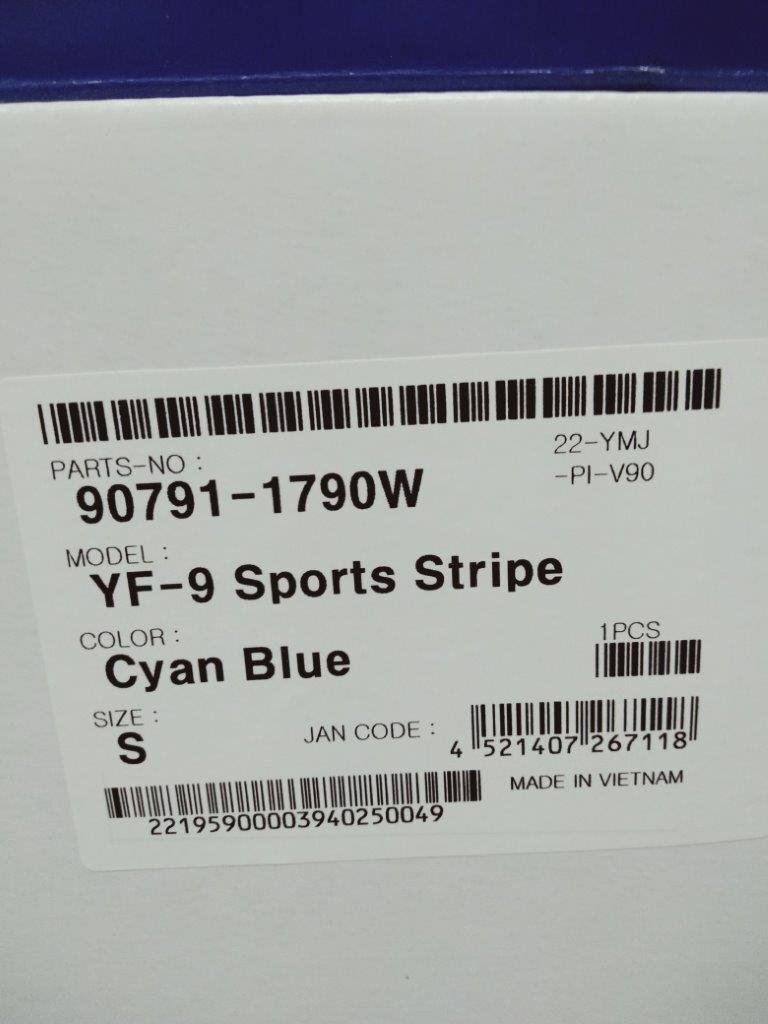 PARTS-NO :
22-YMJ
-PI-V90
90791-1790W
MODEL :
YF-9 Sports Stripe
COLOR :
1PCS
Cyan Blue
SIZE :
S
JAN CODE :
4 521407 267118
MADE IN VIETNAM
22195900003940250049